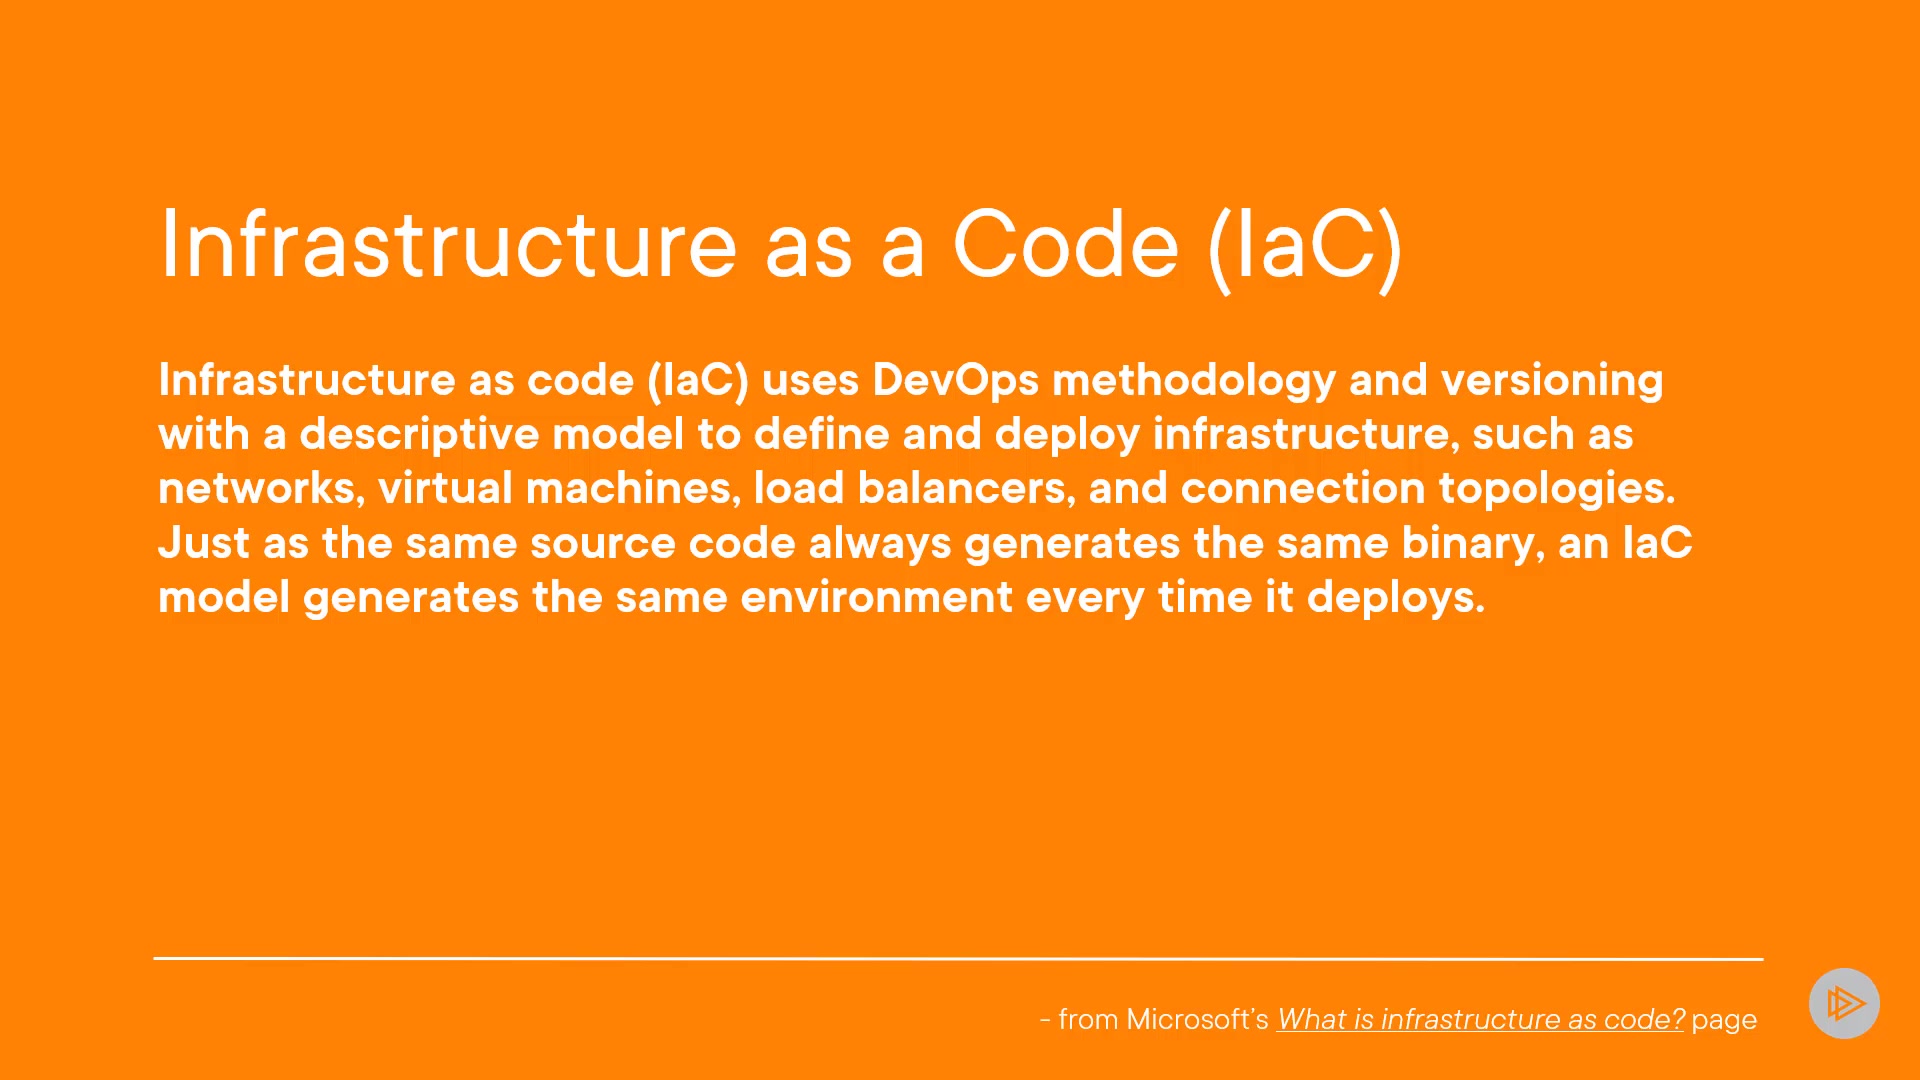 Infrastructure as a Code (IaC)
Infrastructure as code (IaC) uses DevOps methodology and versioning
with a descriptive model to define and deploy infrastructure, such as
networks, virtual machines, load balancers, and connection topologies.
Just as the same source code always generates the same binary, an IaC
model generates the same environment every time it deploys.
- from Microsoft's What is infrastructure as code? page